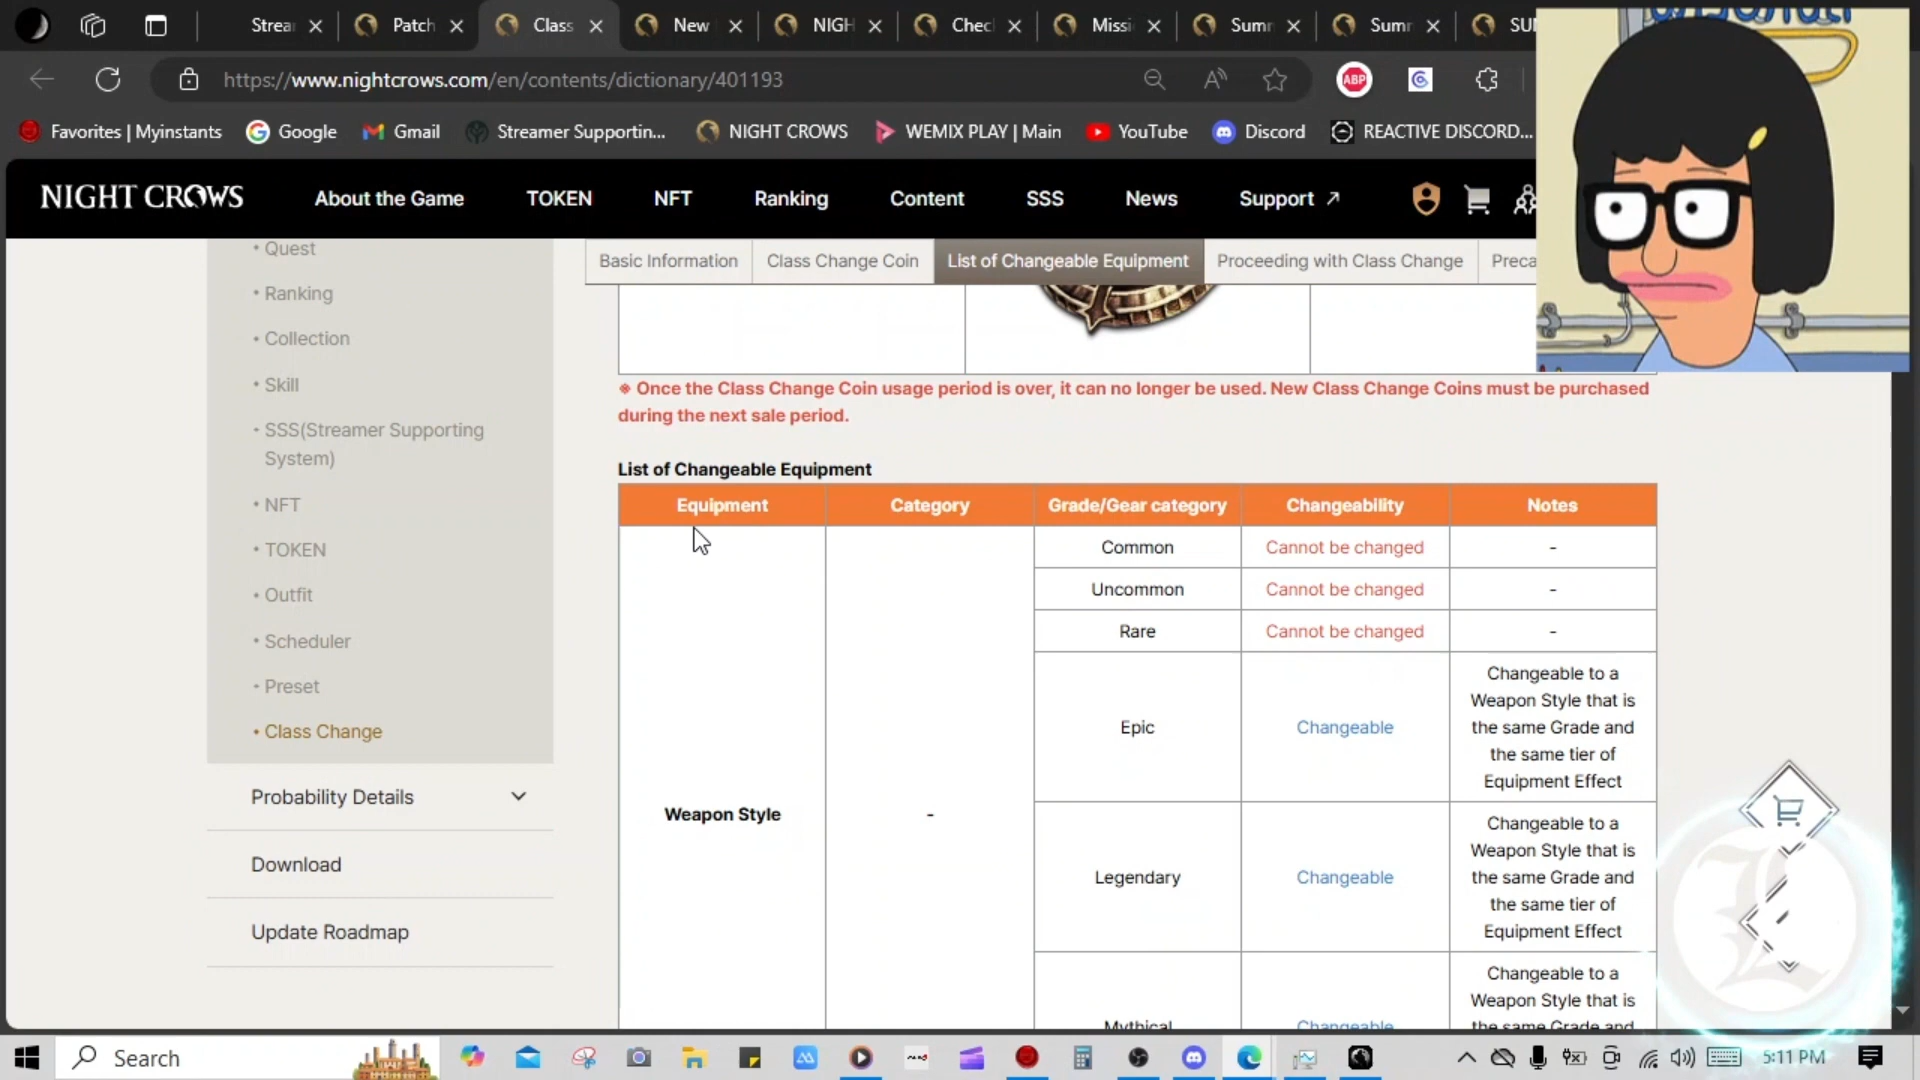 Strear
Patch
Class
New
NIGH
Chec
Missi
Sumr
Sumr
SUN
https://www.nightcrows.com/en/contents/dictionary/401193
ABP
Favorites | Myinstants
Google
Gmail
Streamer Supportin...
NIGHT CROWS
WEMIX PLAY | Main
YouTube
Discord
REACTIVE DISCORD...
NIGHT CROWS
About the Game
TOKEN
NFT
Ranking
Content
SSS
News
Support ↗
• Quest
• Ranking
• Collection
• Skill
• SSS(Streamer Supporting
System)
• NFT
• TOKEN
• Outfit
• Scheduler
• Preset
• Class Change
Probability Details
Download
Update Roadmap
Basic Information
Class Change Coin
List of Changeable Equipment
Proceeding with Class Change
Preca
※ Once the Class Change Coin usage period is over, it can no longer be used. New Class Change Coins must be purchased
during the next sale period.
List of Changeable Equipment
Equipment Category Grade/Gear category Changeability Notes
Weapon Style -
Common Cannot be changed -
Uncommon Cannot be changed -
Rare Cannot be changed -
Epic Changeable
Changeable to a
Weapon Style that is
the same Grade and
the same tier of
Equipment Effect
Legendary Changeable
Changeable to a
Weapon Style that is
the same Grade and
the same tier of
Equipment Effect
Mythical Changeable
Changeable to a
Weapon Style that is
the same Grade and
Search
5:11 PM